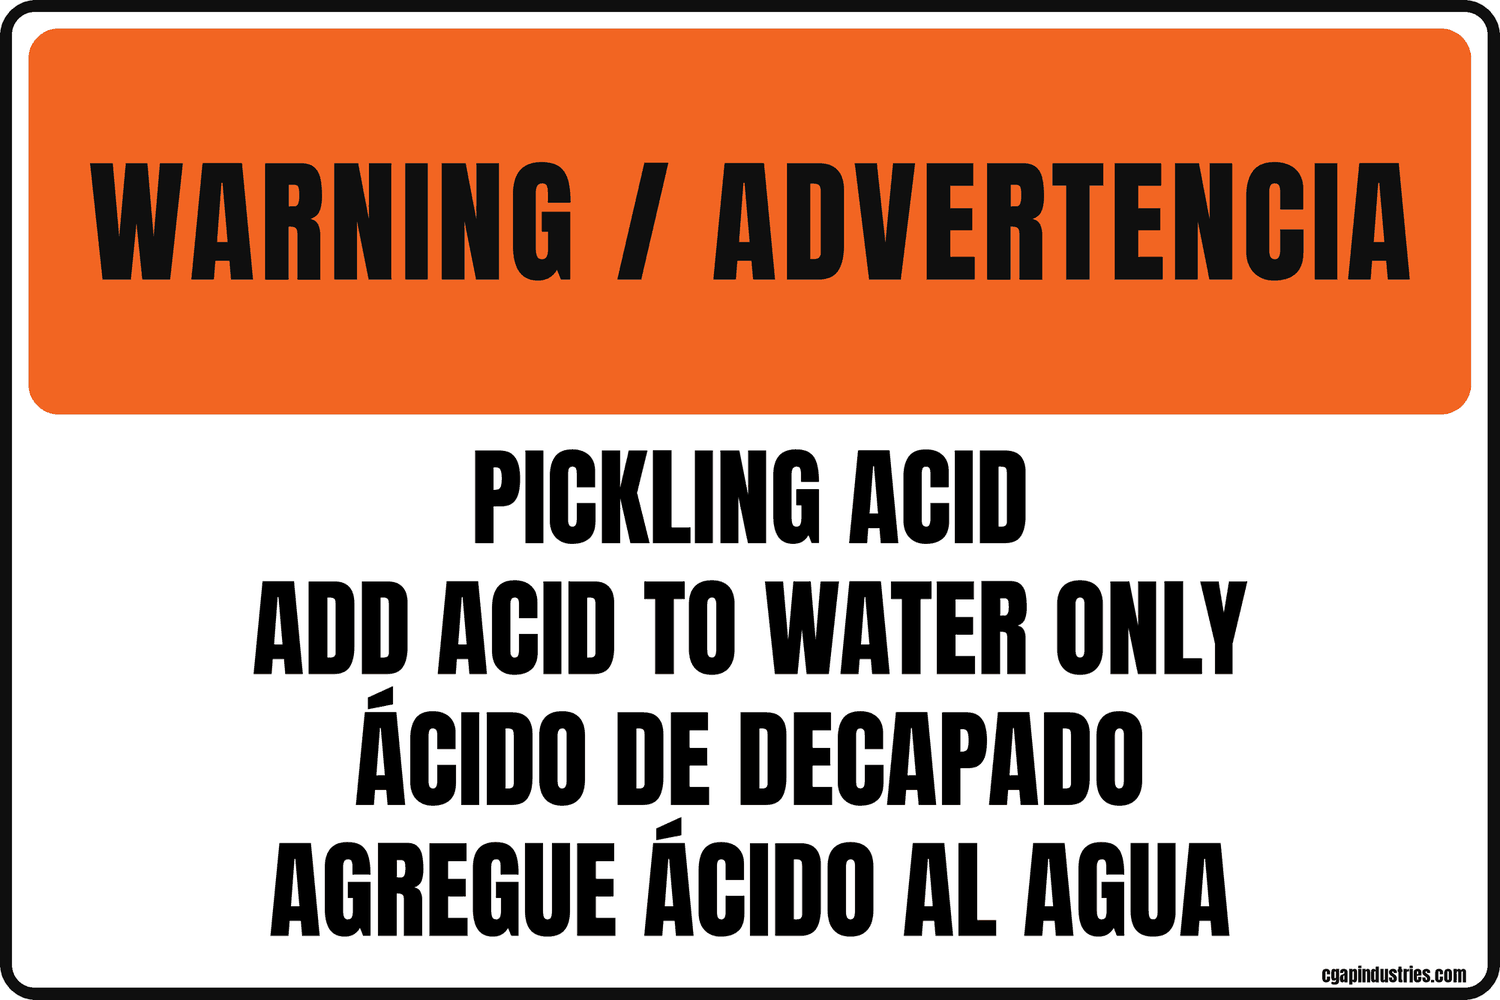 WARNING / ADVERTENCIA
PICKLING ACID
ADD ACID TO WATER ONLY
ÁCIDO DE DECAPADO
AGREGUE ÁCIDO AL AGUA
cgapindustries.com